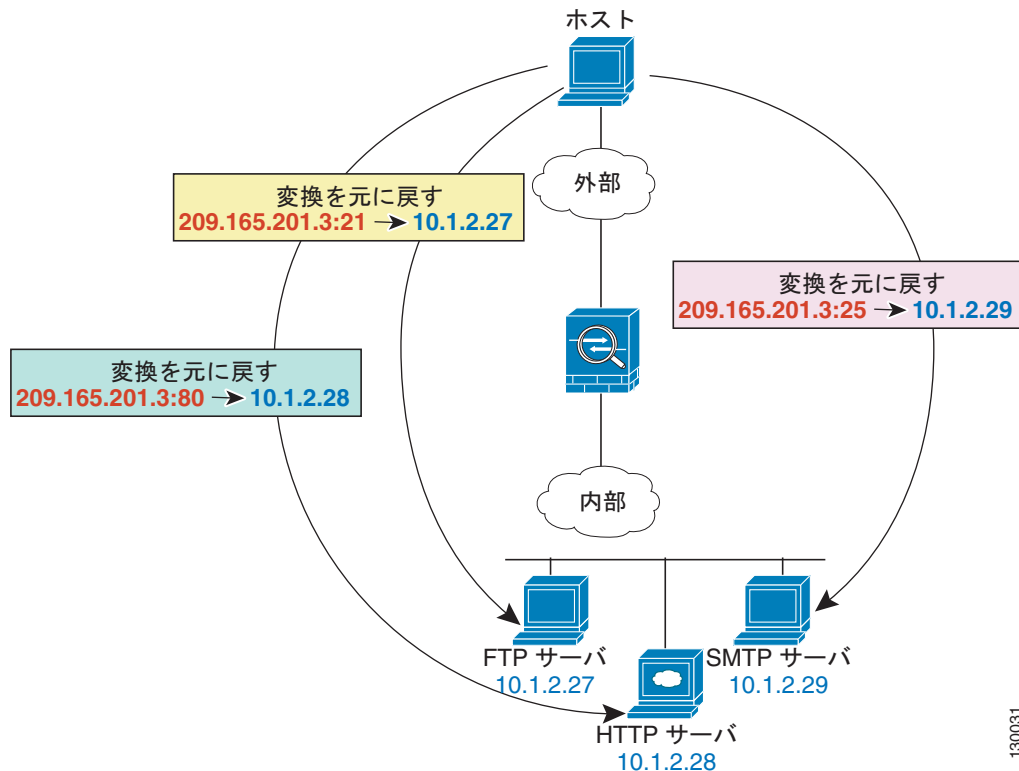 ホスト
外部
変換を元に戻す
209.165.201.3:21 → 10.1.2.27
変換を元に戻す
209.165.201.3:25 → 10.1.2.29
変換を元に戻す
209.165.201.3:80 → 10.1.2.28
内部
FTP サーバ
10.1.2.27
SMTP サーバ
10.1.2.29
HTTP サーバ
10.1.2.28
130031